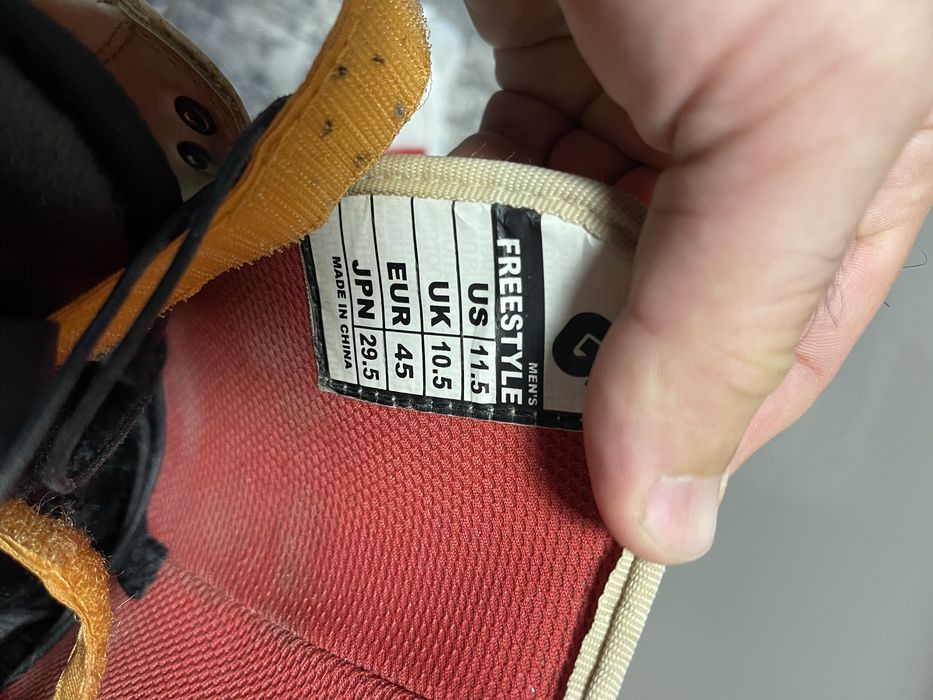 MEN'S
FREESTYLE
US 11.5
UK 10.5
EUR 45
JPN 29.5
MADE IN CHINA